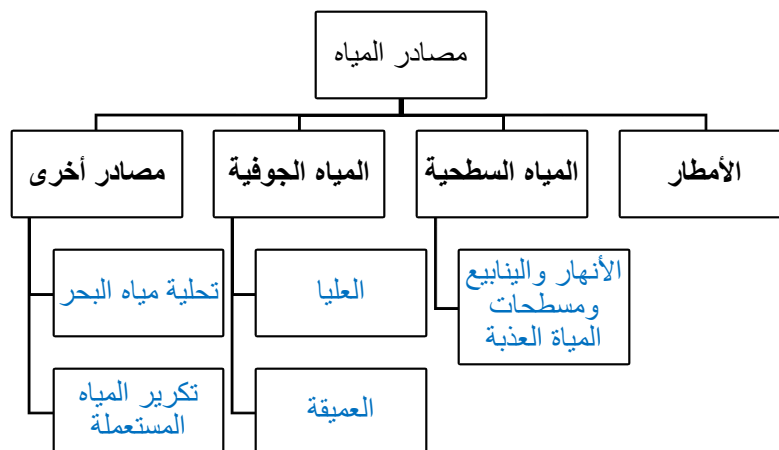 مصادر المياه
الأمطار
المياه السطحية
المياه الجوفية
مصادر أخرى
الأنهار والينابيع
ومسطحات
المياة العذبة
العليا
العميقة
تحلية مياه البحر
تكرير المياه
المستعملة